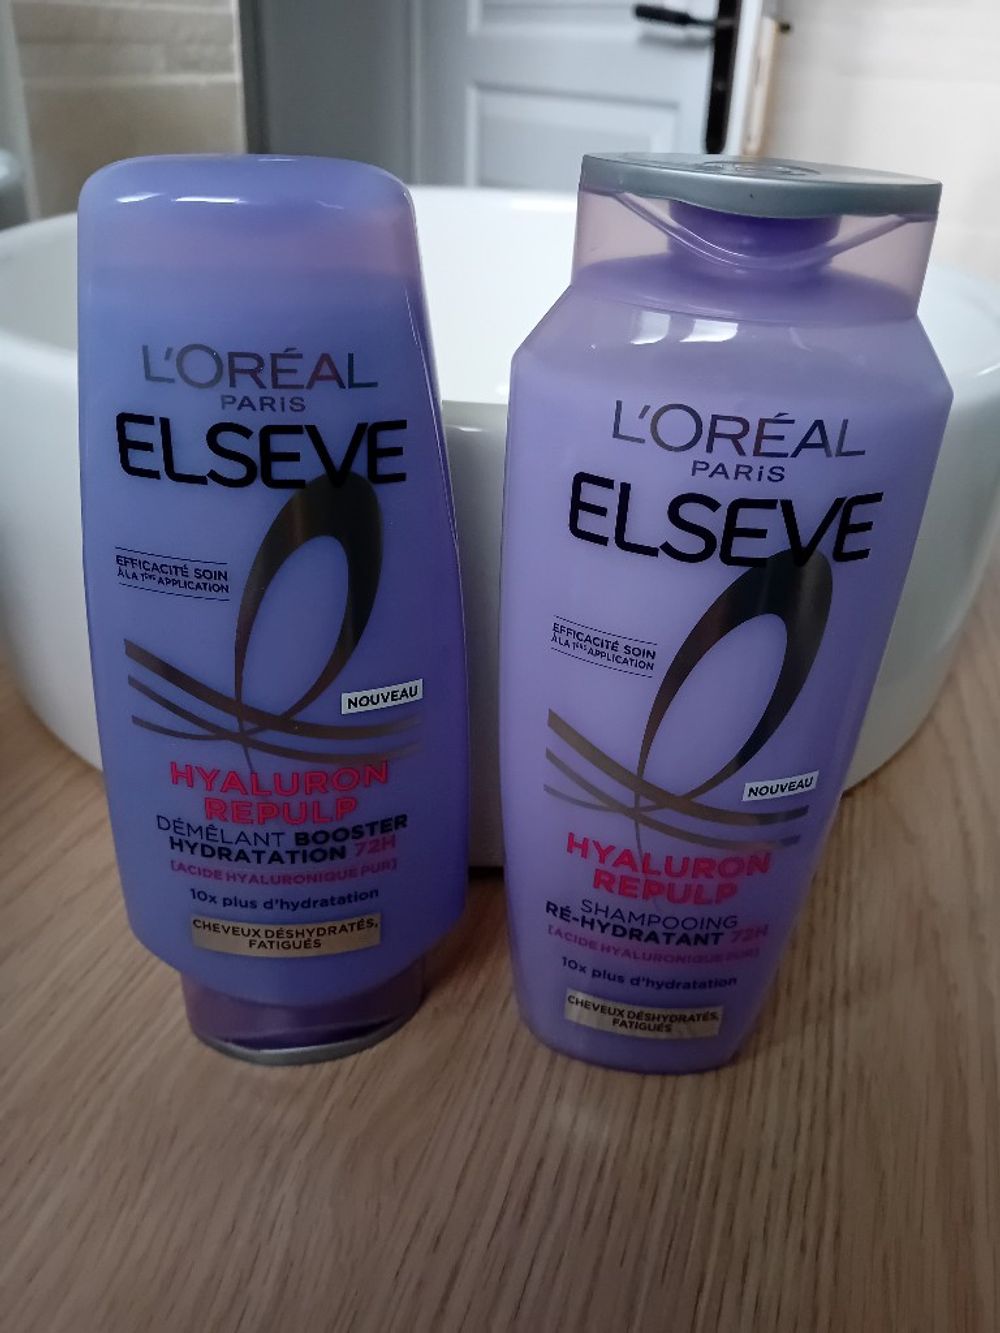 L'ORÉAL
PARIS
ELSEVE
EFFICACITÉ SOIN
À LA 1ÈRE APPLICATION
NOUVEAU
HYALURON
REPULP
DÉMÊLANT BOOSTER
HYDRATATION 72H
[ACIDE HYALURONIQUE PUR]
10x plus d'hydratation
CHEVEUX DÉSHYDRATÉS,
FATIGUÉS
L'ORÉAL
PARIS
ELSEVE
EFFICACITÉ SOIN
À LA 1ÈRE APPLICATION
NOUVEAU
HYALURON
REPULP
SHAMPOOING
RÉ-HYDRATANT 72H
[ACIDE HYALURONIQUE PUR]
10x plus d'hydratation
CHEVEUX DÉSHYDRATÉS,
FATIGUÉS